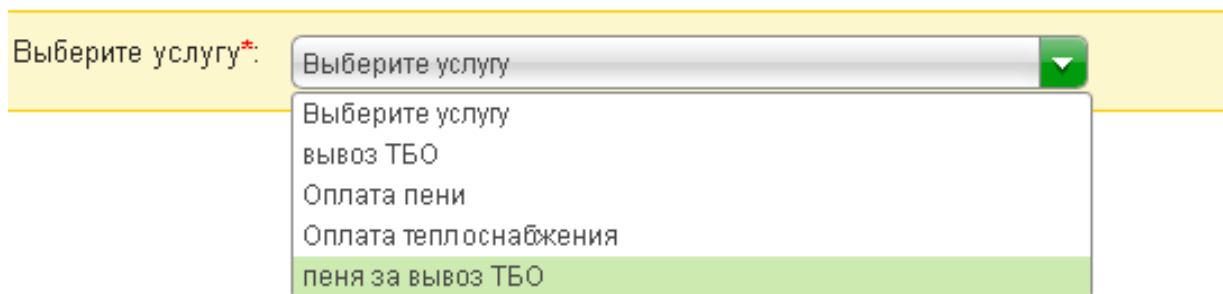 Выберите услугу*: Выберите услугу
Выберите услугу
вывоз ТБО
Оплата пени
Оплата теплоснабжения
пеня за вывоз ТБО